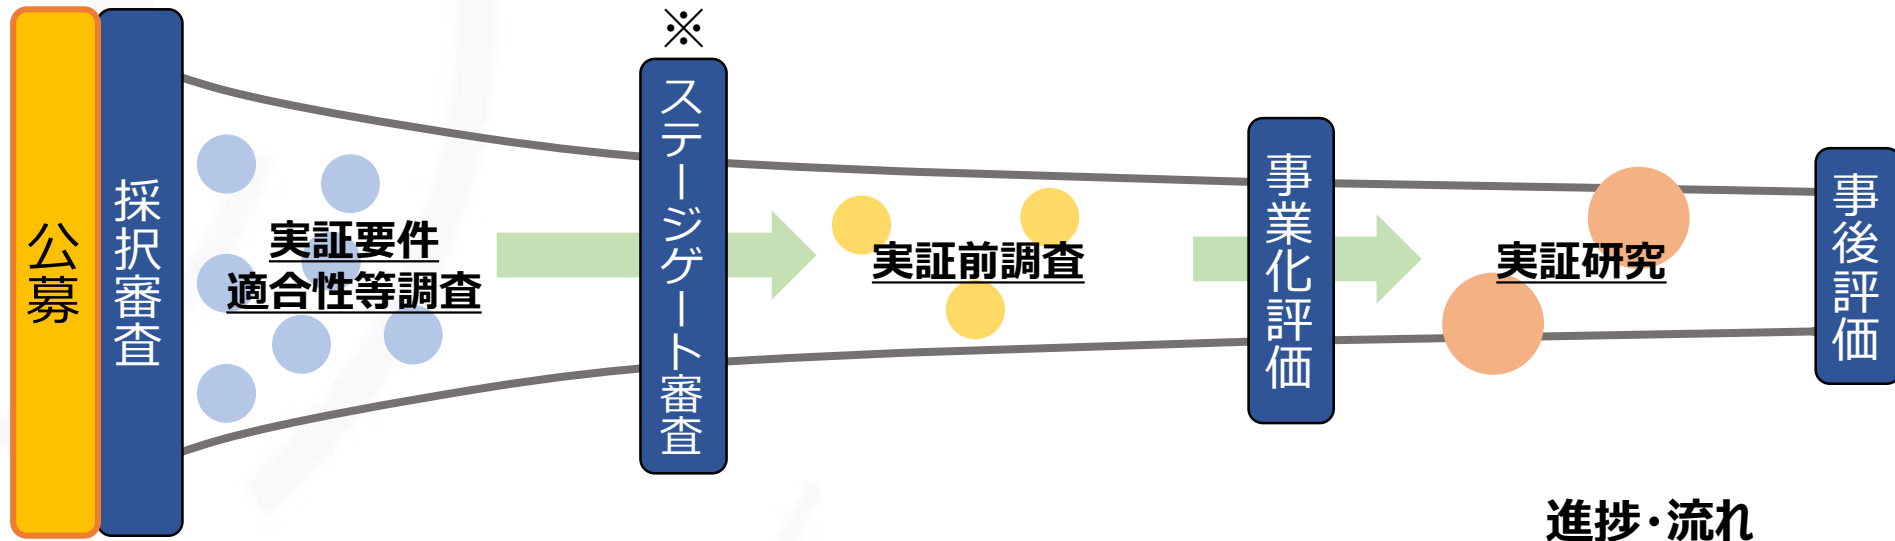 公募
採択審査
実証要件
適合性等調査
※
ステージゲート審査
実証前調査
事業化評価
実証研究
事後評価
進捗・流れ